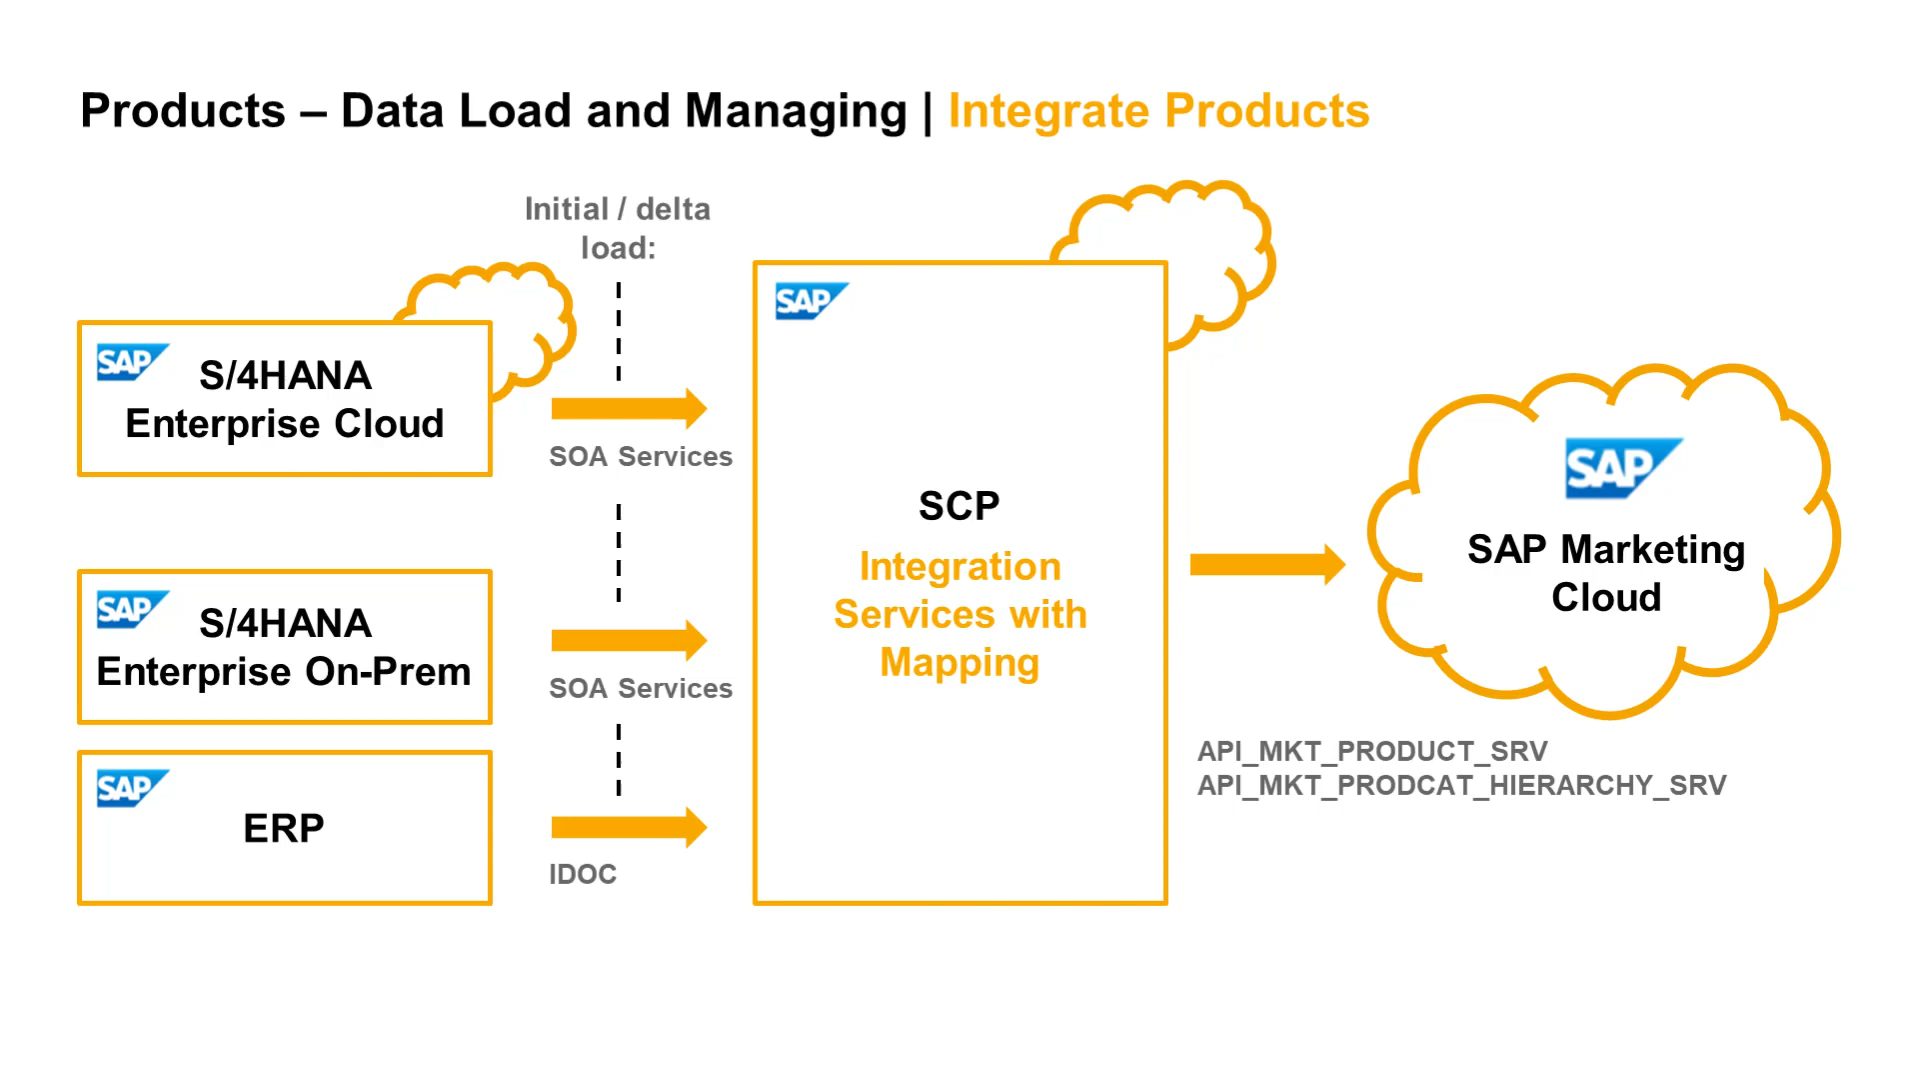 Products – Data Load and Managing | Integrate Products
Initial / delta
load:
SAP
S/4HANA
Enterprise Cloud
SOA Services
SAP
S/4HANA
Enterprise On-Prem
SOA Services
SAP
ERP
IDOC
SAP
SCP
Integration
Services with
Mapping
SAP
SAP Marketing
Cloud
API_MKT_PRODUCT_SRV
API_MKT_PRODCAT_HIERARCHY_SRV